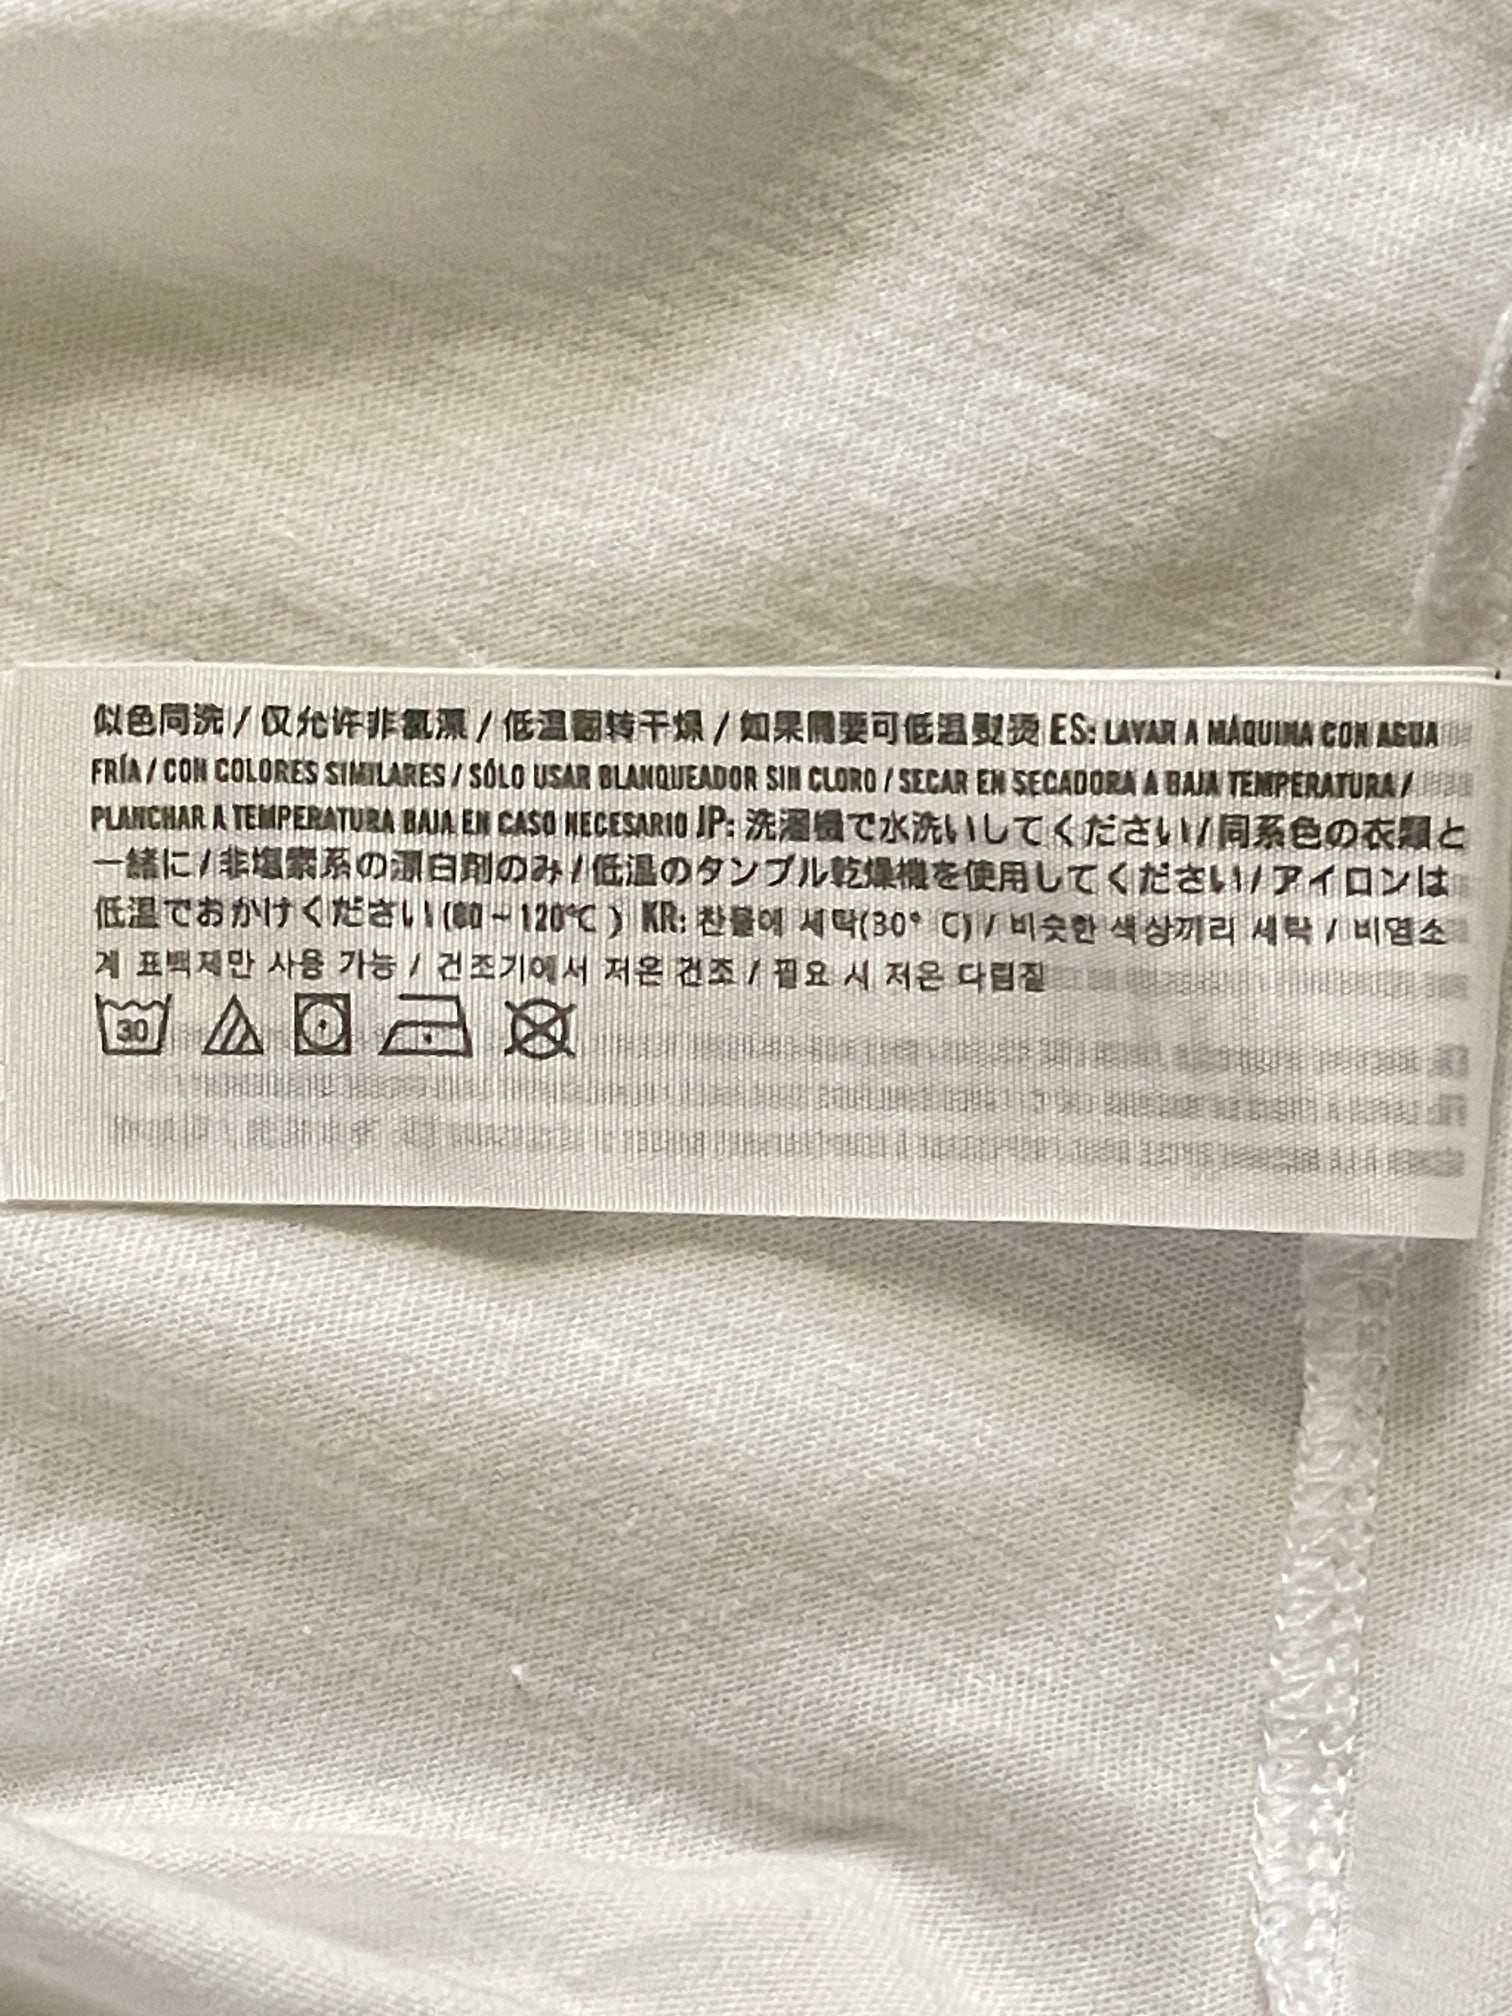 似色同洗 / 仅允许非氯漂 / 低温翻转干燥 / 如果需要可低温熨烫 ES: LAVAR A MÁQUINA CON AGUA
FRÍA / CON COLORES SIMILARES / SÓLO USAR BLANQUEADOR SIN CLORO / SECAR EN SECADORA A BAJA TEMPERATURA /
PLANCHAR A TEMPERATURA BAJA EN CASO NECESARIO JP: 洗濯機で水洗いしてください / 同系色の衣類と
一緒に / 非塩素系の漂白剤のみ / 低温のタンブル乾燥機を使用してください / アイロンは
低温でおかけください (80 ~ 120°C ) KR: 찬물에 세탁(30° C) / 비슷한 색상끼리 세탁 / 비염소
계 표백제만 사용 가능 / 건조기에서 저온 건조 / 필요 시 저온 다림질
30